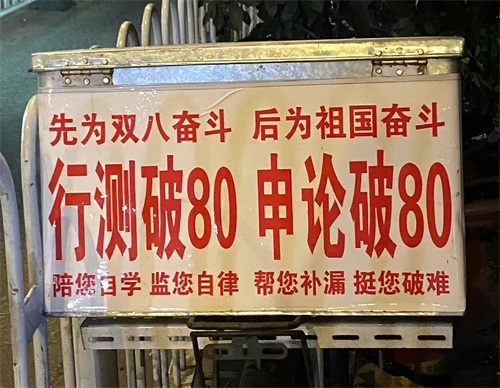 先为双八奋斗 后为祖国奋斗
行测破80 申论破80
陪您自学 监您自律 帮您补漏 挺您破难